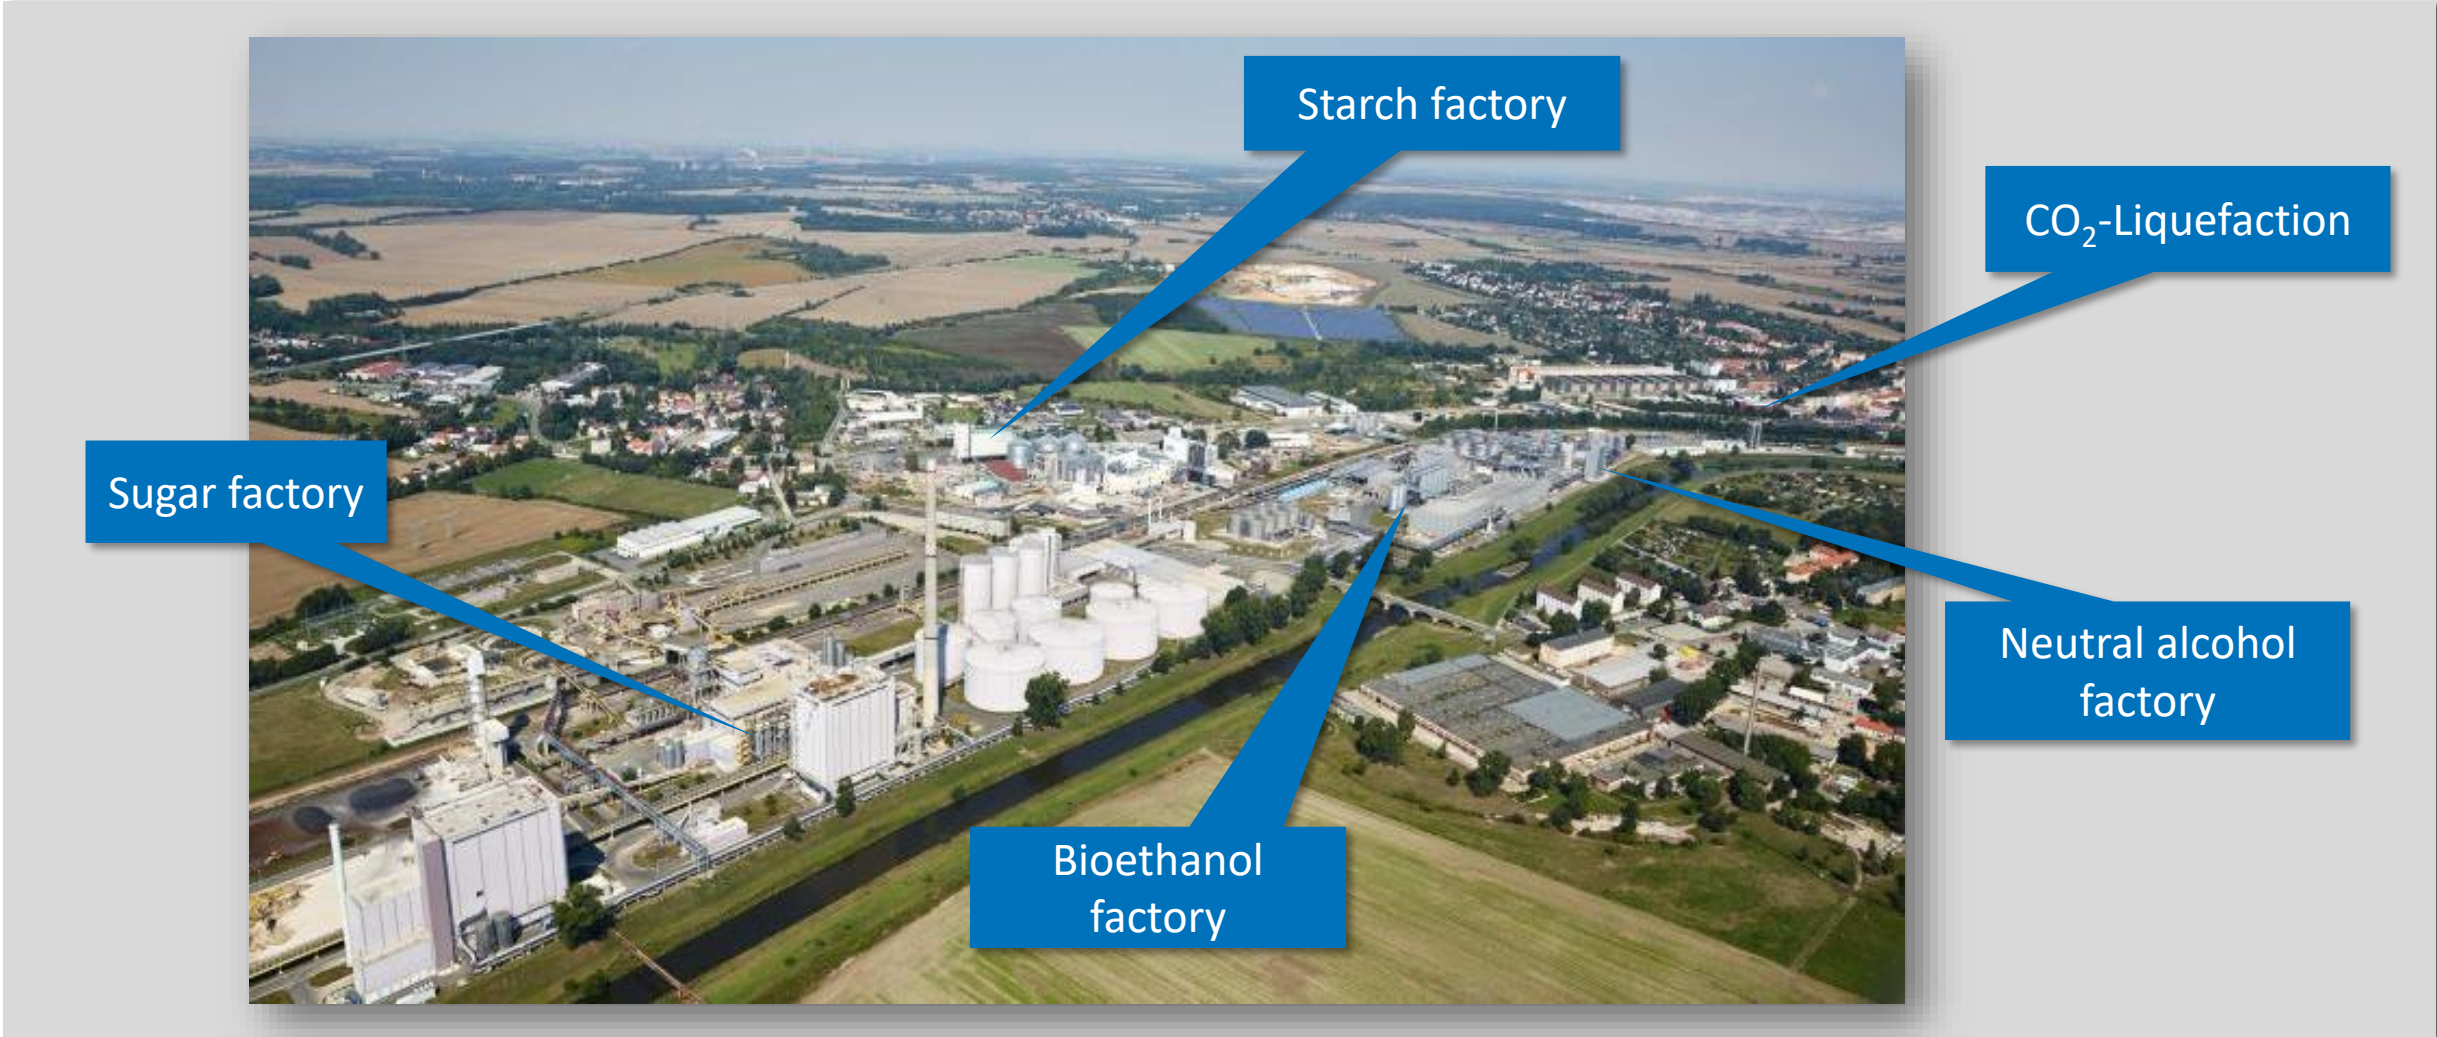 Starch factory
CO₂-Liquefaction
Sugar factory
Neutral alcohol
factory
Bioethanol
factory